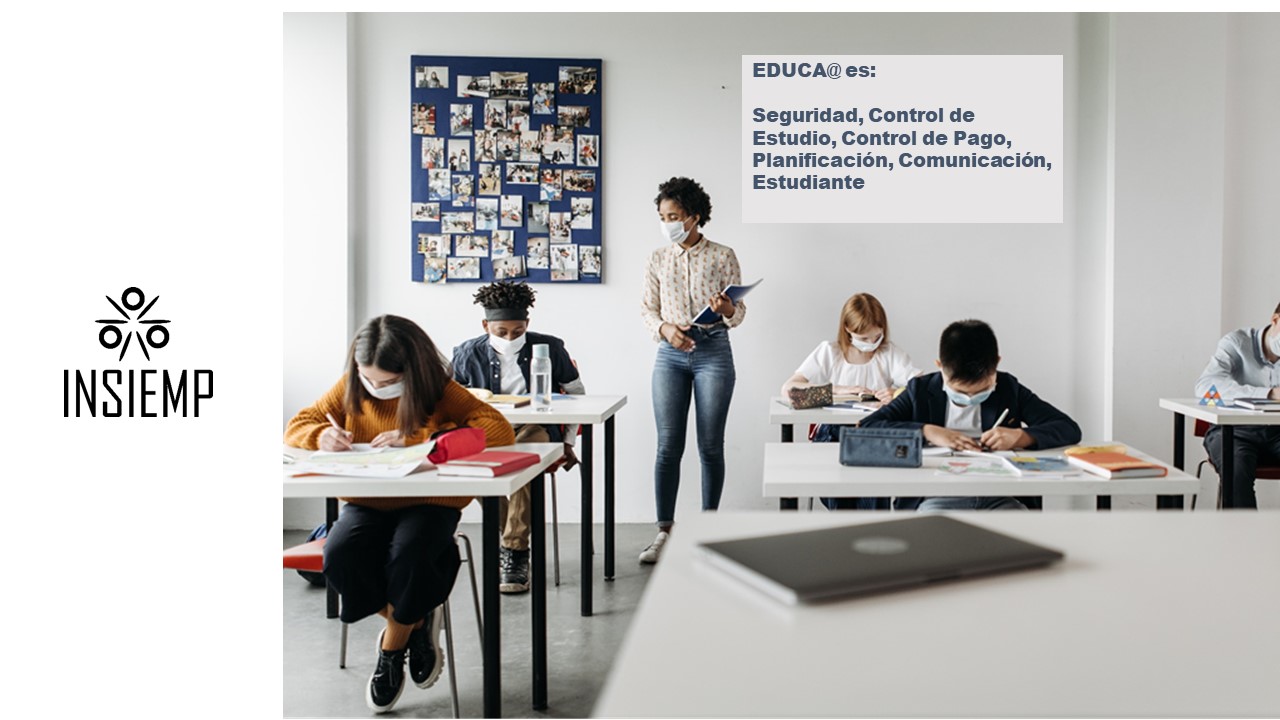 EDUCA@ es:
Seguridad, Control de
Estudio, Control de Pago,
Planificación, Comunicación,
Estudiante
INSIEMP